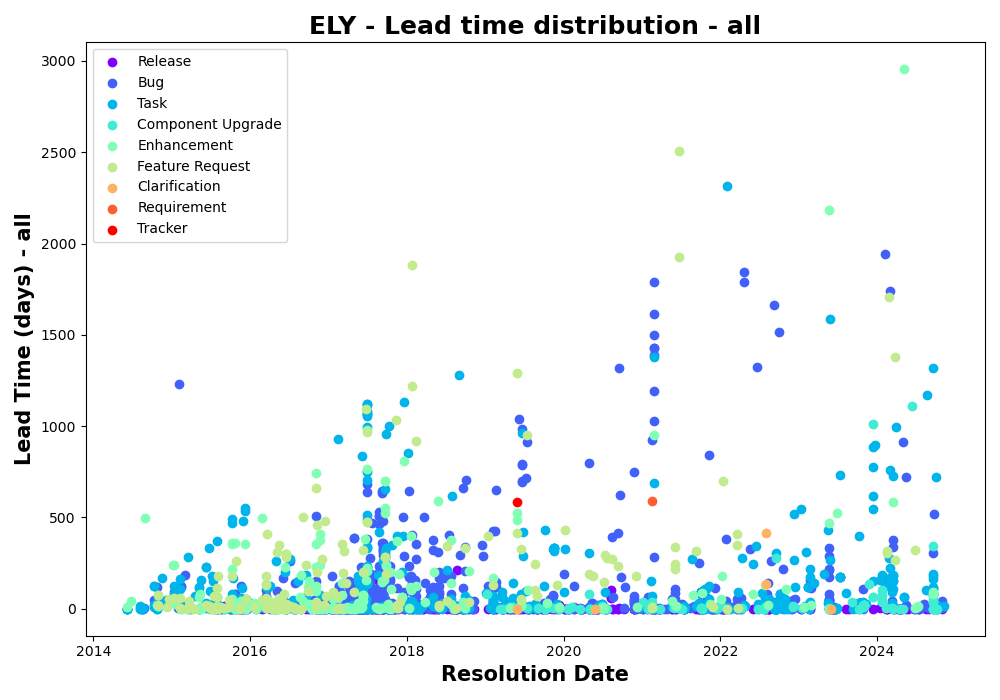 ELY - Lead time distribution - all
Release
Bug
Task
Component Upgrade
Enhancement
Feature Request
Clarification
Requirement
Tracker
Lead Time (days) - all
3000
2500
2000
1500
1000
500
0
2014 2016 2018 2020 2022 2024
Resolution Date